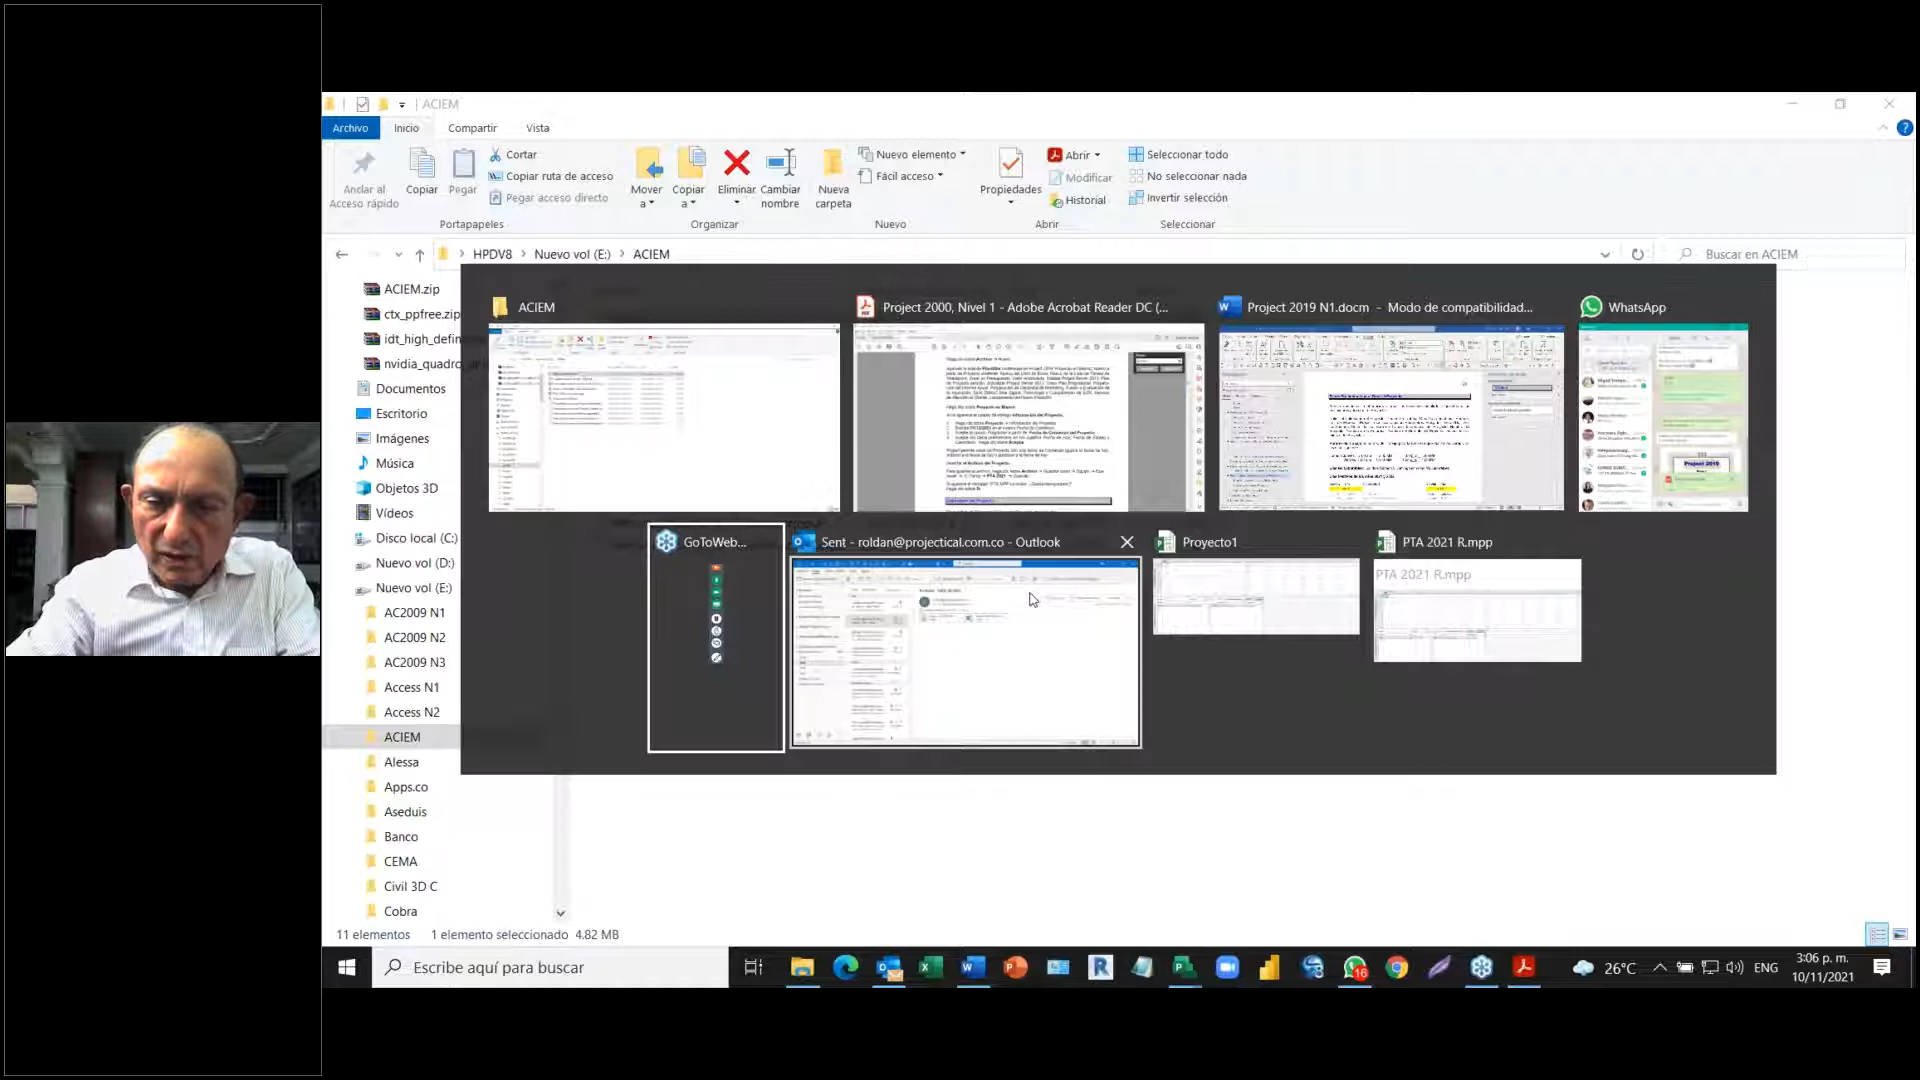 ACIEM
Archivo Inicio Compartir Vista
Anclar al Acceso rápido
Copiar
Pegar
Cortar
Copiar ruta de acceso
Pegar acceso directo
Portapapeles
Mover a
Copiar a
Eliminar
Cambiar nombre
Organizar
Nueva carpeta
Nuevo elemento
Fácil acceso
Nuevo
Propiedades
Abrir
Modificar
Historial
Abrir
Seleccionar todo
No seleccionar nada
Invertir selección
Seleccionar
HPDV8 > Nuevo vol (E:) > ACIEM
Buscar en ACIEM
ACIEM.zip
ctx_ppfree.zip
idt_high_defin
nvidia_quadro
Documentos
Escritorio
Imágenes
Música
Objetos 3D
Vídeos
Disco local (C:)
Nuevo vol (D:)
Nuevo vol (E:)
AC2009 N1
AC2009 N2
AC2009 N3
Access N1
Access N2
ACIEM
Alessa
Apps.co
Aseduis
Banco
CEMA
Civil 3D C
Cobra
ACIEM
Project 2000, Nivel 1 - Adobe Acrobat Reader DC (...
Project 2019 N1.docm - Modo de compatibilidad...
WhatsApp
Project 2019
GoToWeb...
Sent - roldan@projectical.com.co - Outlook
Proyecto1
PTA 2021 R.mpp
PTA 2021 R.mpp
11 elementos 1 elemento seleccionado 4.82 MB
Escribe aquí para buscar
16
26°C
ENG
3:06 p. m.
10/11/2021